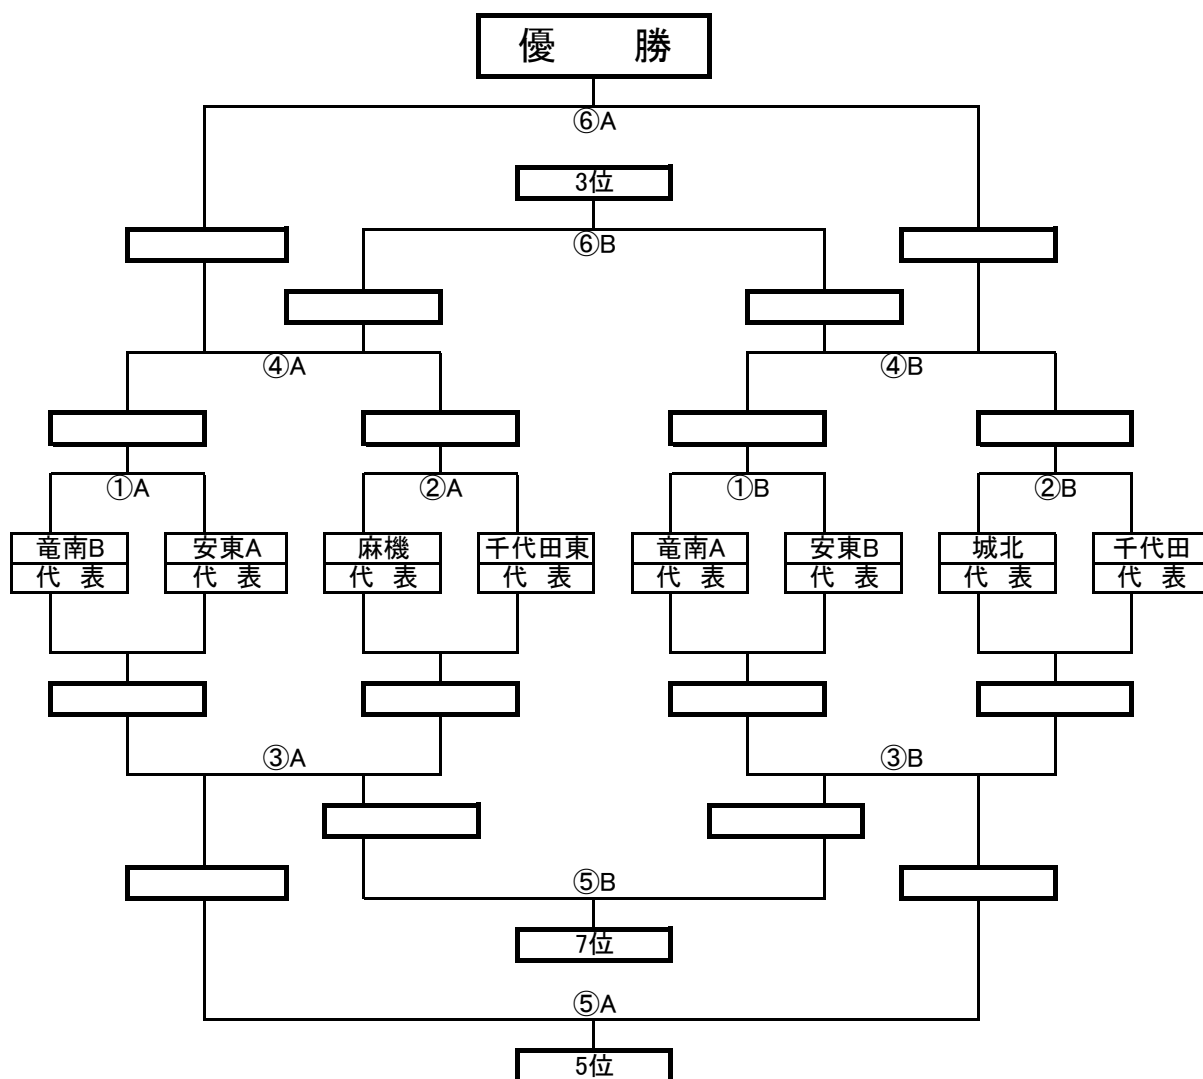 優　勝
⑥A
3位
⑥B
④A
④B
①A
②A
①B
②B
竜南B
安東A
麻機
千代田東
竜南A
安東B
城北
千代田
代 表
代 表
代 表
代 表
代 表
代 表
代 表
代 表
③A
③B
⑤B
7位
⑤A
5位